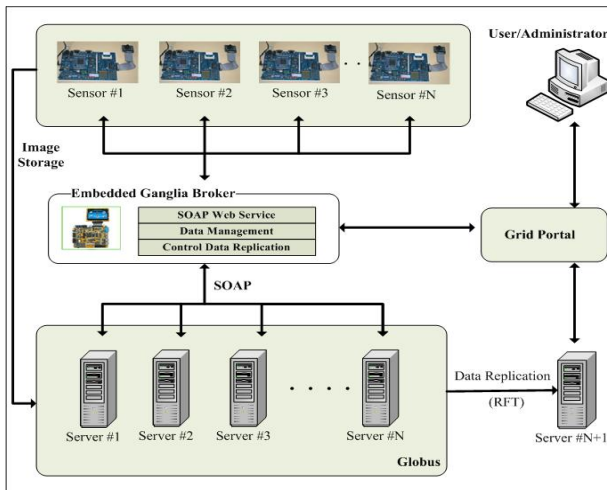 User/Administrator
Sensor #1
Sensor #2
Sensor #3
Sensor #N
Image
Storage
Embedded Ganglia Broker
SOAP Web Service
Data Management
Control Data Replication
Grid Portal
SOAP
Server #1
Server #2
Server #3
Server #N
Globus
Data Replication
(RFT)
Server #N+1